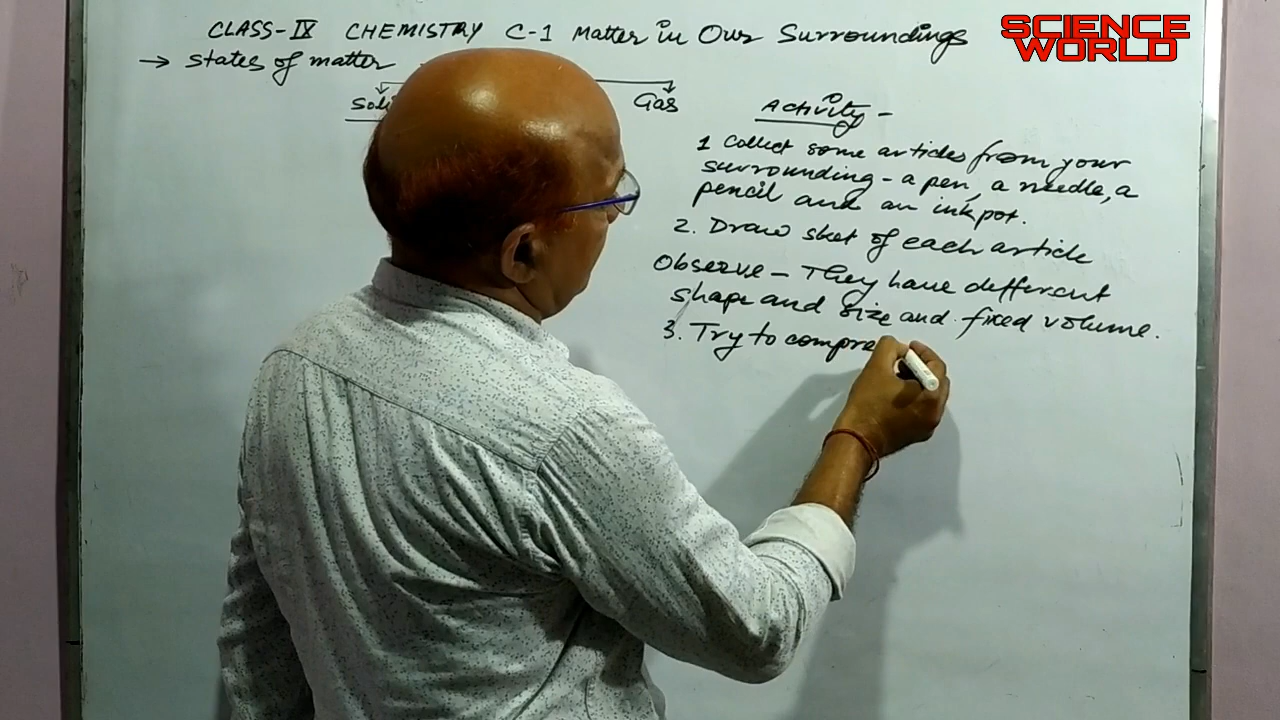 CLASS-IX CHEMISTRY C-1 Matter in Our Surroundings
SCIENCE
WORLD
→ States of matter
Soli Gas
Activity -
1 Collect some articles from your
surrounding - a pen, a needle, a
pencil and an inkpot.
2. Draw sket of each article
Observe - They have different
shape and size and fixed volume.
3. Try to compre